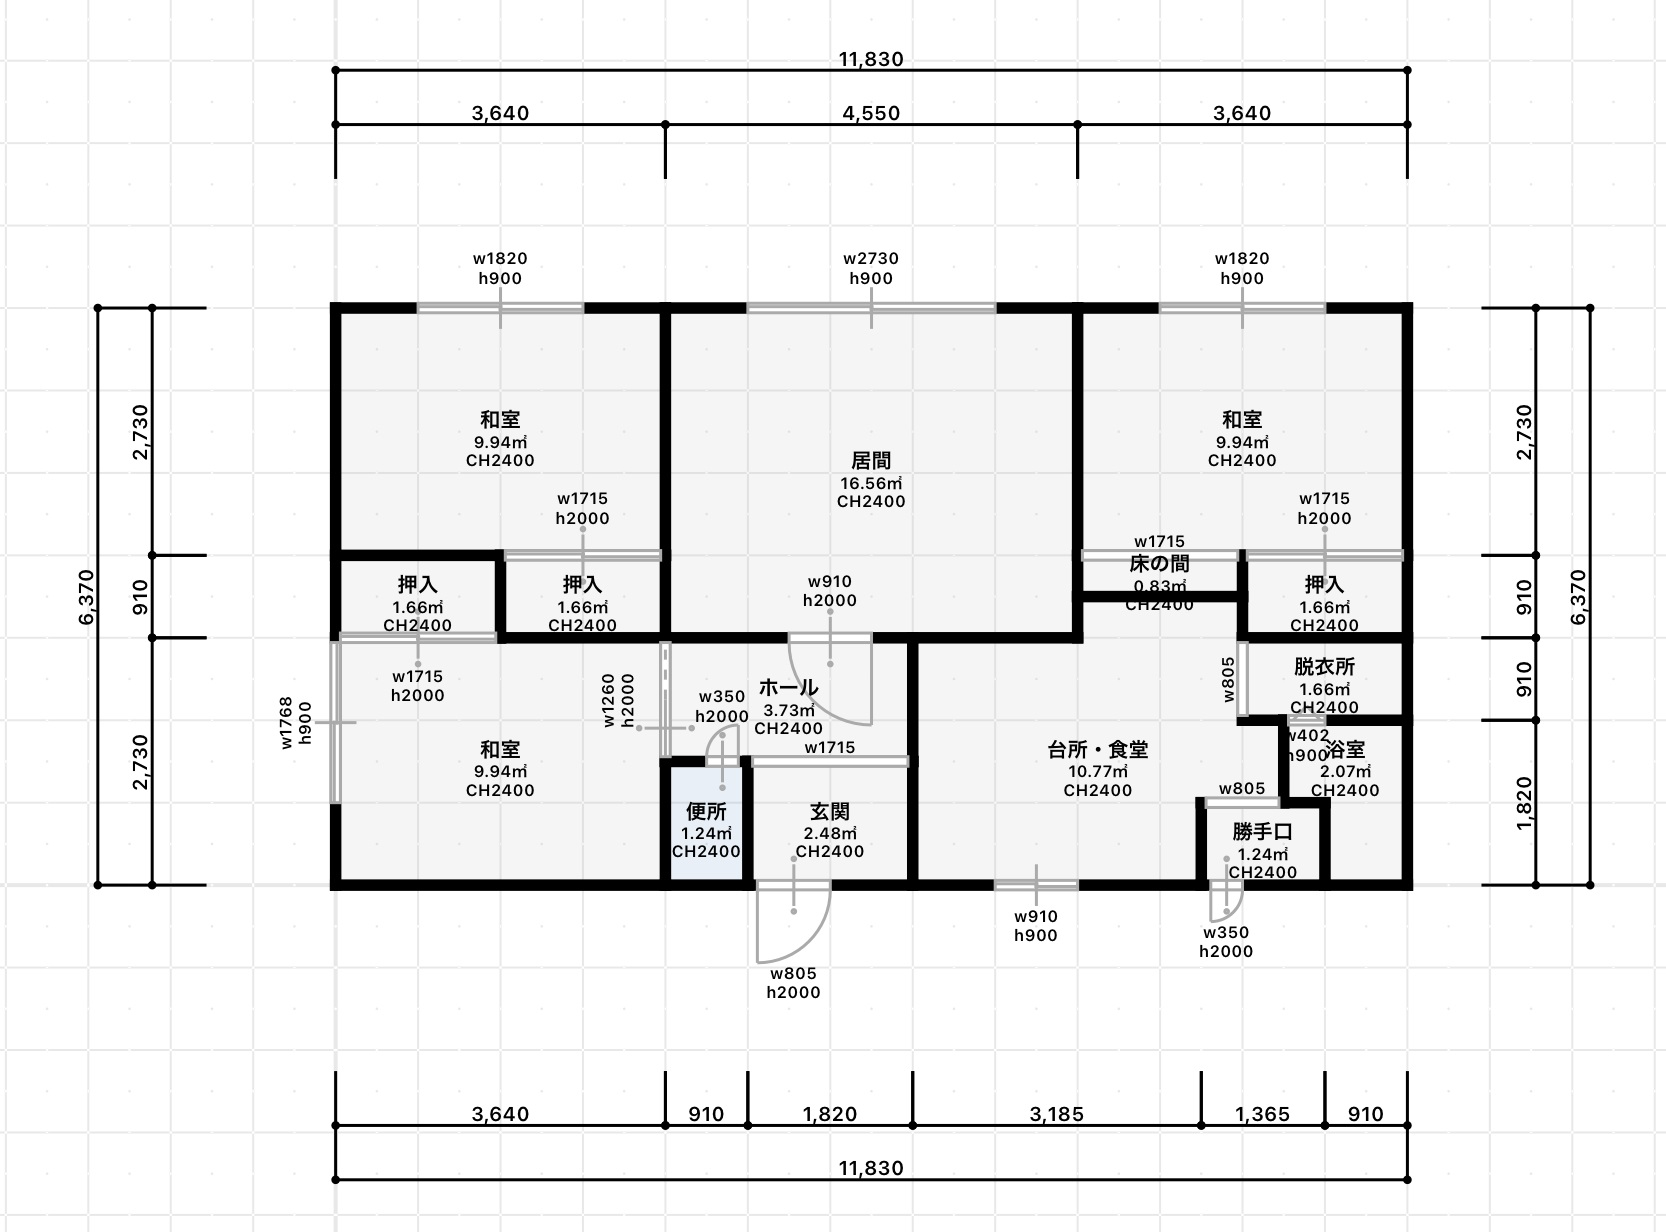 11,830
3,640
4,550
3,640
w1820
h900
w2730
h900
w1820
h900
2,730
910
2,730
6,370
和室
9.94㎡
CH2400
居間
16.56㎡
CH2400
和室
9.94㎡
CH2400
w1715
h2000
w1715
h2000
w1715
床の間
0.83㎡
CH2400
押入
1.66㎡
CH2400
押入
1.66㎡
CH2400
w910
h2000
押入
1.66㎡
CH2400
w1715
h2000
w1768
h900
w1260
h2000
w350
h2000
ホール
3.73㎡
CH2400
w1715
w805
脱衣所
1.66㎡
CH2400
和室
9.94㎡
CH2400
台所・食堂
10.77㎡
CH2400
w402
h900
浴室
2.07㎡
CH2400
w805
便所
1.24㎡
CH2400
玄関
2.48㎡
CH2400
勝手口
1.24㎡
CH2400
w805
h2000
w910
h900
w350
h2000
2,730
910
910
1,820
6,370
3,640
910
1,820
3,185
1,365
910
11,830